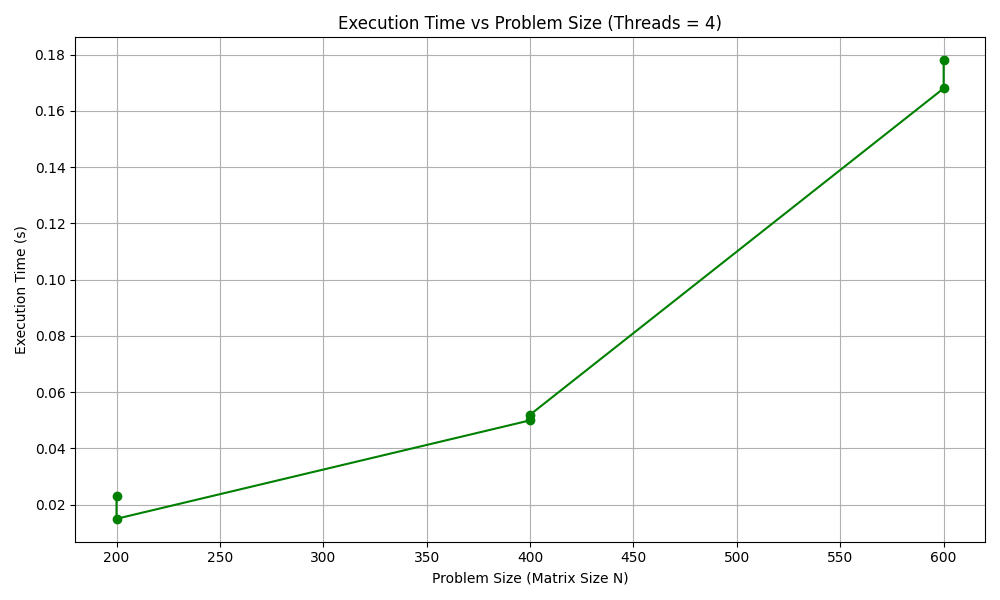 Execution Time vs Problem Size (Threads = 4)
0.18
0.16
0.14
0.12
0.10
0.08
0.06
0.04
0.02
Execution Time (s)
200 250 300 350 400 450 500 550 600
Problem Size (Matrix Size N)